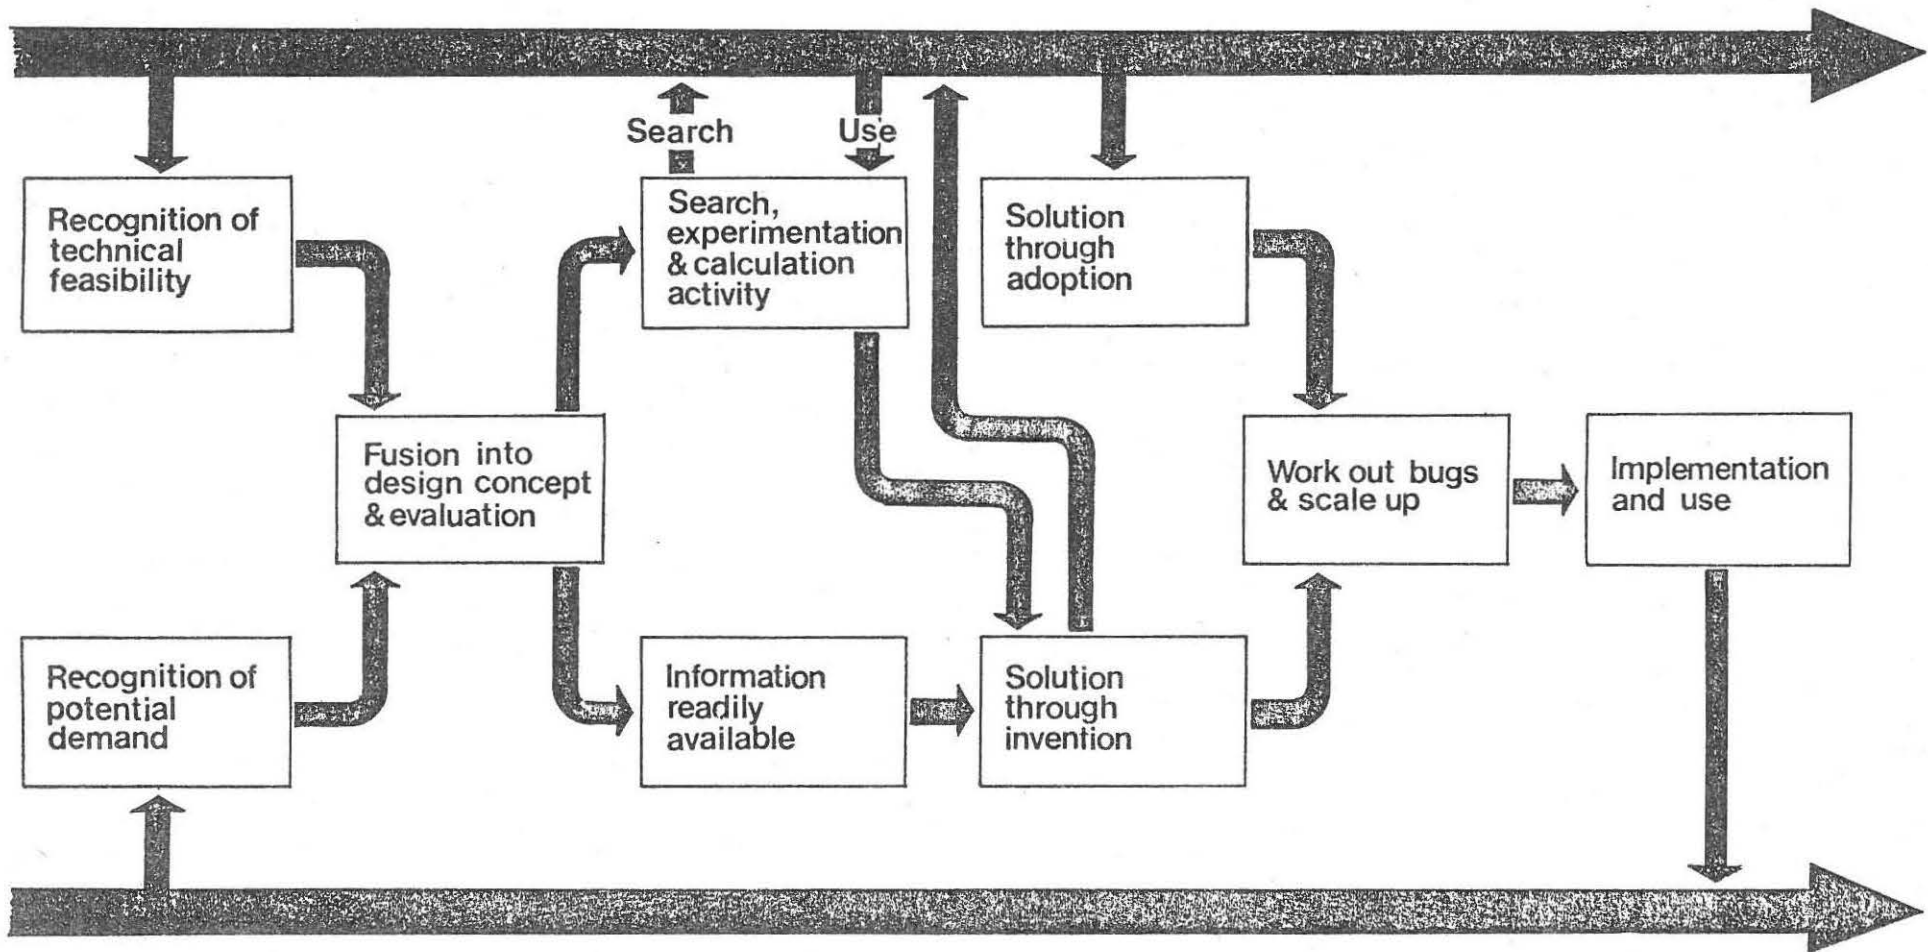 Search
Use
Recognition of
technical
feasibility
Search,
experimentation
& calculation
activity
Solution
through
adoption
Fusion into
design concept
& evaluation
Work out bugs
& scale up
Implementation
and use
Recognition of
potential
demand
Information
readily
available
Solution
through
invention